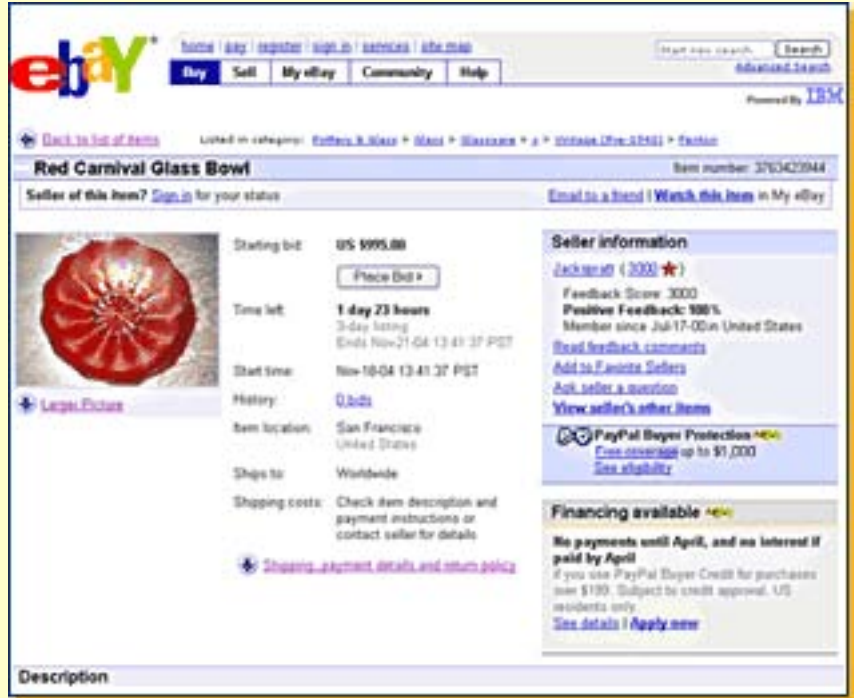 ebaY
home | pay | register | sign in | services | site map
Start new search Search
Advanced Search
Buy Sell My eBay Community Help
Powered By IBM
Back to list of items Listed in category: Pottery & Glass > Glass > Glassware > > Vintage (Pre-1940) > Fenton
Red Carnival Glass Bowl Item number: 3763423944
Seller of this item? Sign in for your status Email to a friend | Watch this item in My eBay
Starting bid: US $995.00
Place Bid >
Time left: 1 day 23 hours
3-day listing
Ends Nov-21-04 13:41:37 PST
Start time: Nov-18-04 13:41:37 PST
History: 0 bids
Item location: San Francisco
United States
Ships to: Worldwide
Shipping costs: Check item description and
payment instructions or
contact seller for details
Shipping, payment details and return policy
Larger Picture
Seller information
Jackspratt ( 3000 )
Feedback Score: 3000
Positive Feedback: 100%
Member since Jul-17-00 in United States
Read feedback comments
Add to Favorite Sellers
Ask seller a question
View seller's other items
PayPal Buyer Protection NEW!
Free coverage up to $1,000
See eligibility
Financing available NEW!
No payments until April, and no interest if
paid by April
If you use PayPal Buyer Credit for purchases
over $199. Subject to credit approval. US
residents only.
See details | Apply now
Description